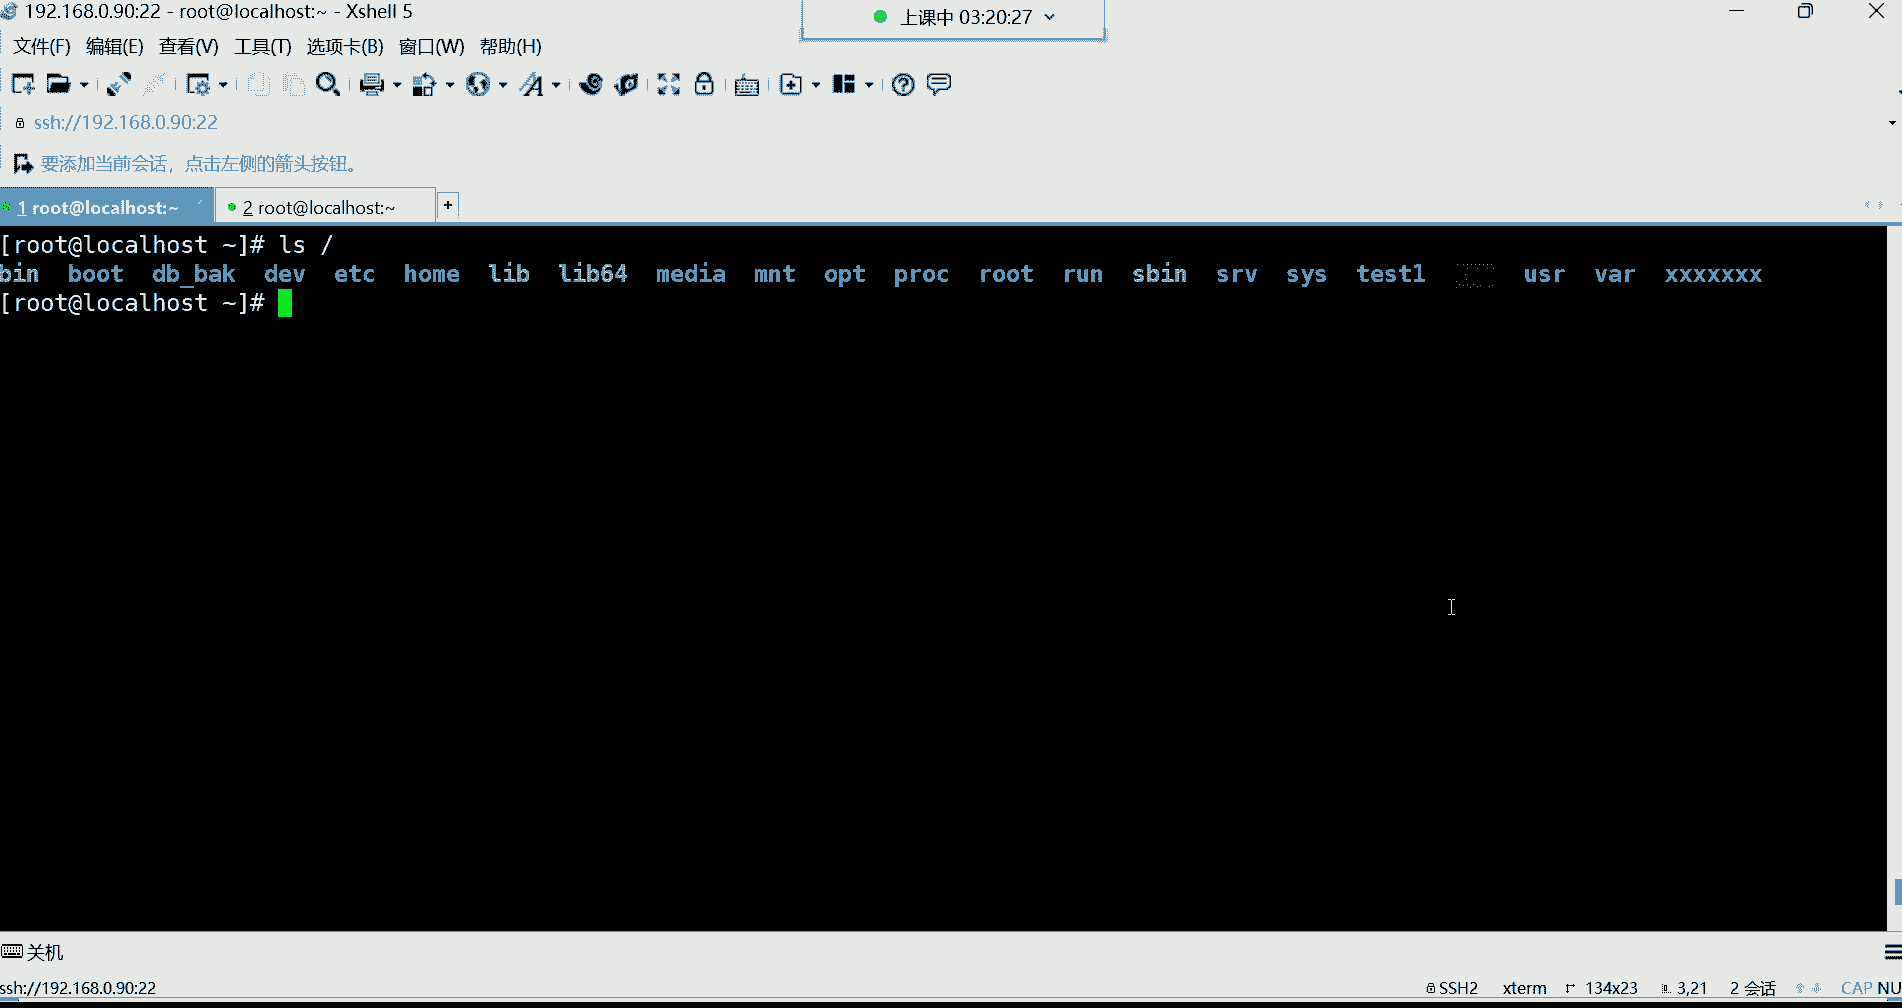 192.168.0.90:22 - root@localhost:~ - Xshell 5
上课中 03:20:27
文件(F) 编辑(E) 查看(V) 工具(T) 选项卡(B) 窗口(W) 帮助(H)
ssh://192.168.0.90:22
要添加当前会话，点击左侧的箭头按钮。
1 root@localhost:~ 2 root@localhost:~ +
[root@localhost ~]# ls /
bin boot db_bak dev etc home lib lib64 media mnt opt proc root run sbin srv sys test1 usr var xxxxxxx
[root@localhost ~]#
关机
ssh://192.168.0.90:22 SSH2 xterm 134x23 3,21 2 会话 CAP NU